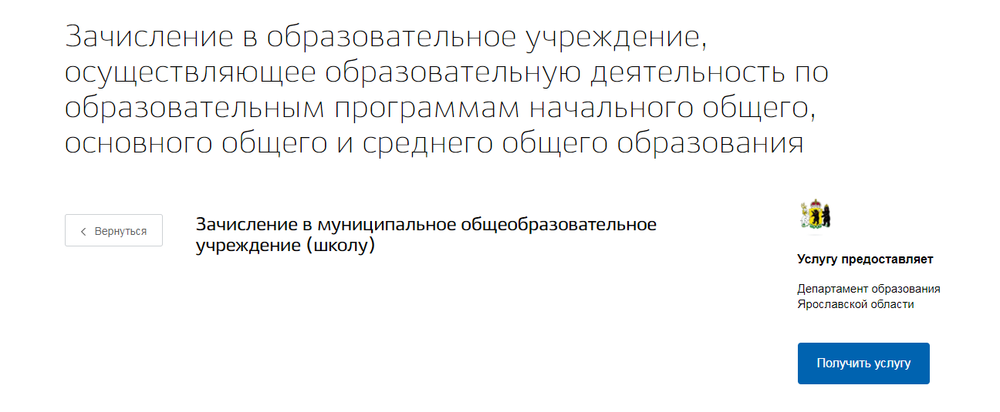 Зачисление в образовательное учреждение,
осуществляющее образовательную деятельность по
образовательным программам начального общего,
основного общего и среднего общего образования
Вернуться
Зачисление в муниципальное общеобразовательное
учреждение (школу)
Услугу предоставляет
Департамент образования
Ярославской области
Получить услугу